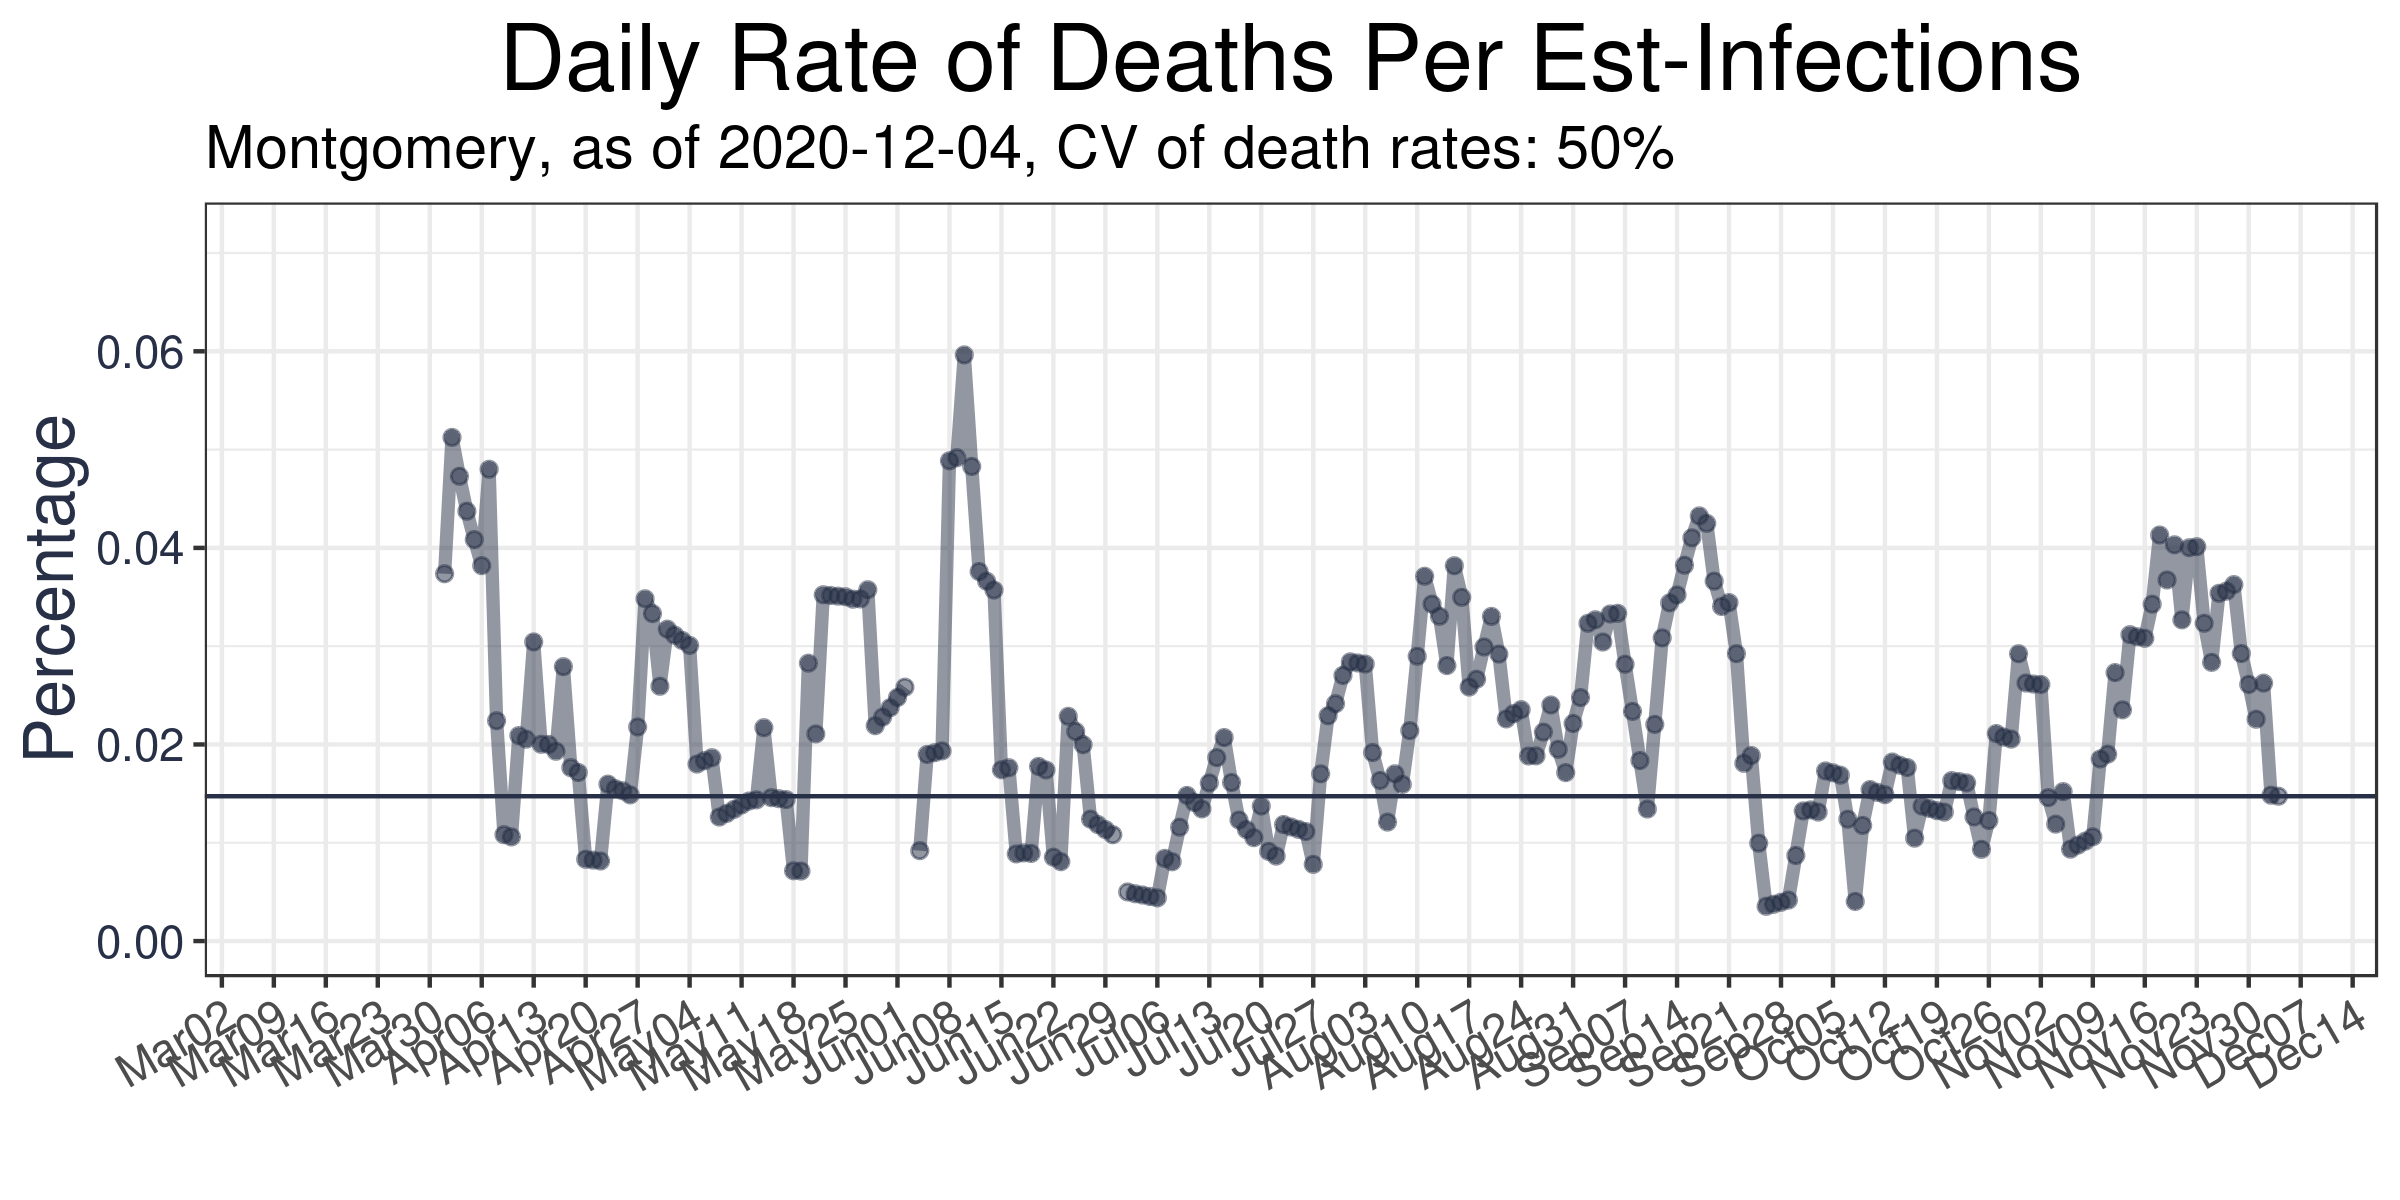 Daily Rate of Deaths Per Est-Infections
Montgomery, as of 2020-12-04, CV of death rates: 50%
Percentage
0.06
0.04
0.02
0.00
Mar02
Mar09
Mar16
Mar23
Mar30
Apr06
Apr13
Apr20
Apr27
May04
May11
May18
May25
Jun01
Jun08
Jun15
Jun22
Jun29
Jul06
Jul13
Jul20
Jul27
Aug03
Aug10
Aug17
Aug24
Aug31
Sep07
Sep14
Sep21
Sep28
Oct05
Oct12
Oct19
Oct26
Nov02
Nov09
Nov16
Nov23
Nov30
Dec07
Dec14